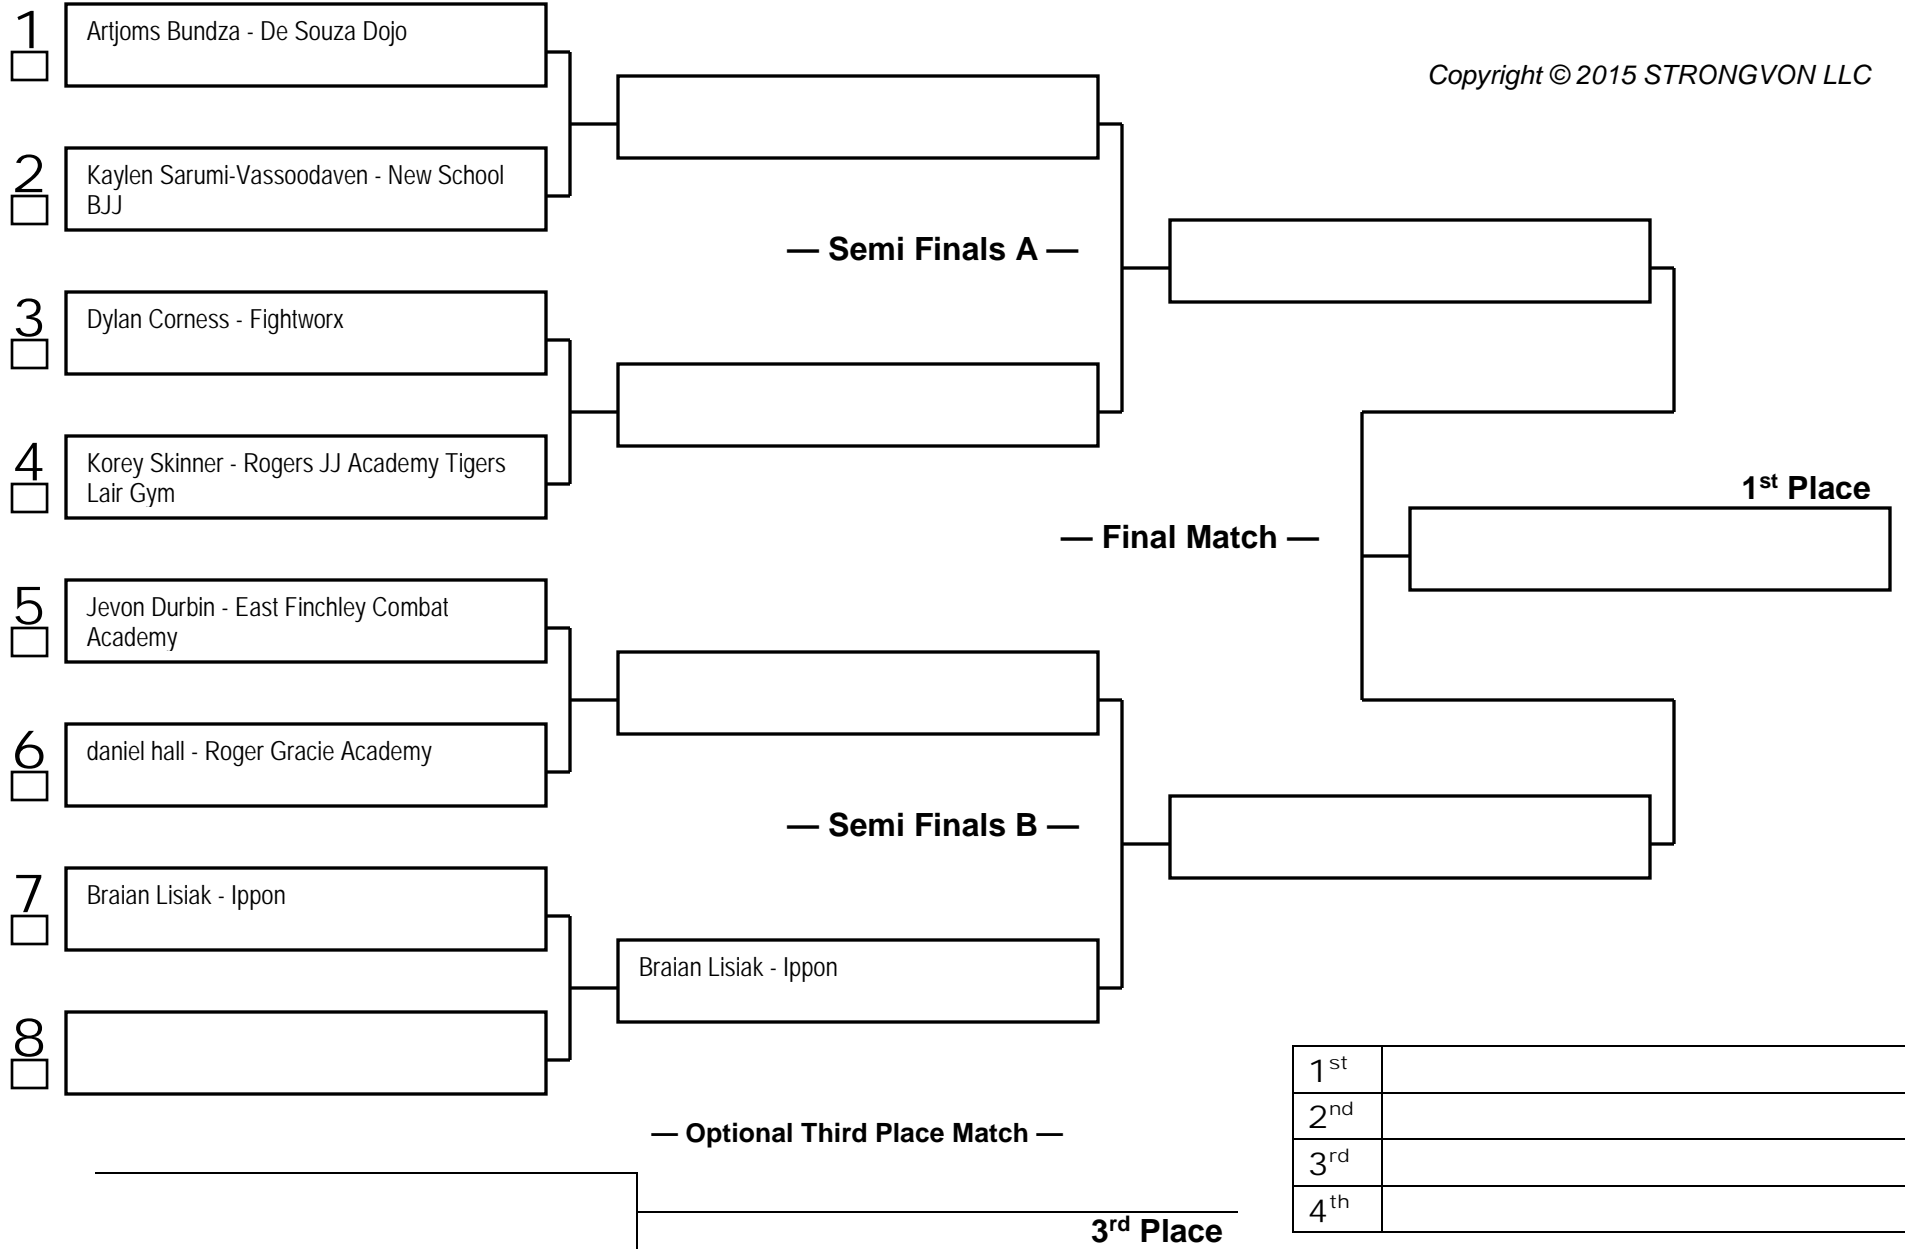 1
Artjoms Bundza - De Souza Dojo
Copyright © 2015 STRONGVON LLC
2
Kaylen Sarumi-Vassoodaven - New School
BJJ
— Semi Finals A —
3
Dylan Corness - Fightworx
4
Korey Skinner - Rogers JJ Academy Tigers
Lair Gym
1st Place
— Final Match —
5
Jevon Durbin - East Finchley Combat
Academy
6
daniel hall - Roger Gracie Academy
— Semi Finals B —
7
Braian Lisiak - Ippon
Braian Lisiak - Ippon
8
— Optional Third Place Match —
3rd Place
1st
2nd
3rd
4th